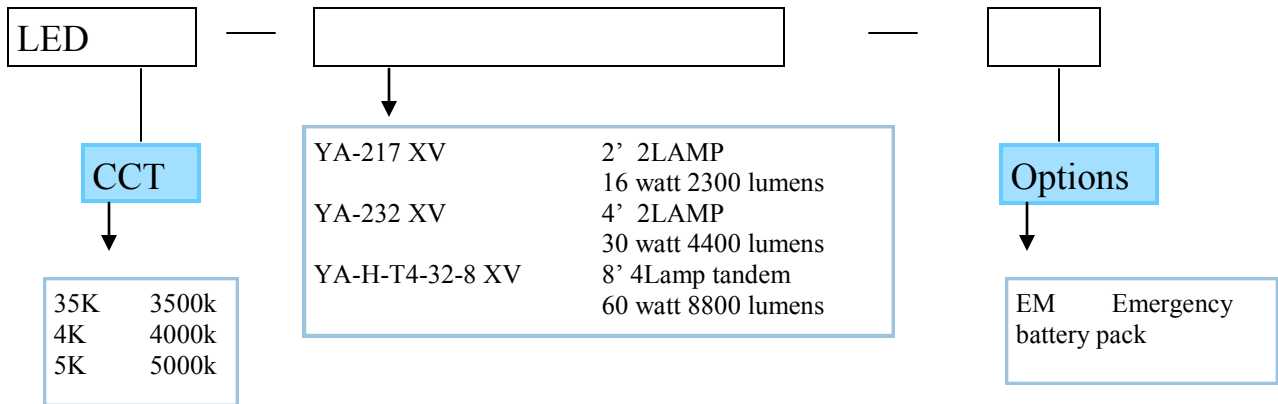 LED
CCT
35K 3500k
4K 4000k
5K 5000k
YA-217 XV 2’ 2LAMP
16 watt 2300 lumens
YA-232 XV 4’ 2LAMP
30 watt 4400 lumens
YA-H-T4-32-8 XV 8’ 4Lamp tandem
60 watt 8800 lumens
Options
EM Emergency
battery pack